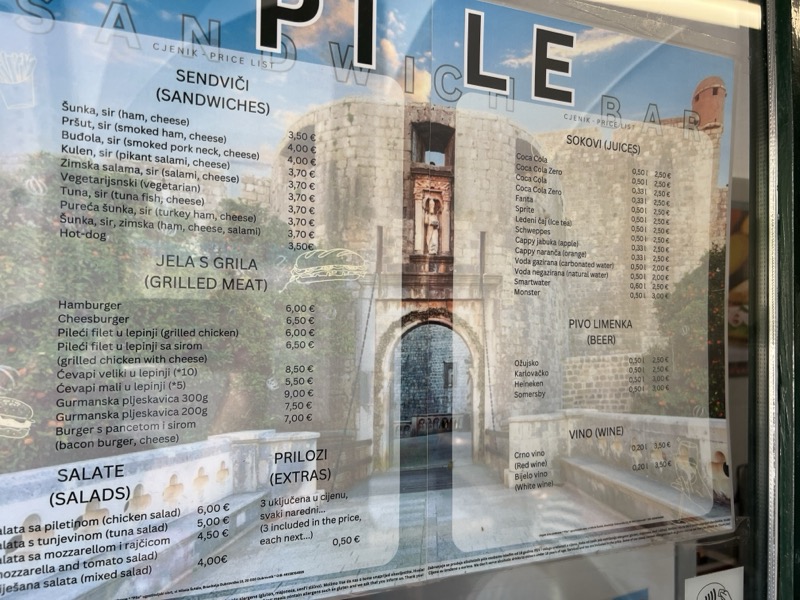 PILE
SANDWICH BAR
CJENIK - PRICE LIST
SENDVIČI
(SANDWICHES)
Šunka, sir (ham, cheese) 3,50 €
Pršut, sir (smoked ham, cheese) 4,00 €
Buđola, sir (smoked pork neck, cheese) 4,00 €
Kulen, sir (pikant salami, cheese) 3,70 €
Zimska salama, sir (salami, cheese) 3,70 €
Vegetarijsnski (vegetarian) 3,70 €
Tuna, sir (tuna fish, cheese) 3,70 €
Pureća šunka, sir (turkey ham, cheese) 3,70 €
Šunka, sir, zimska (ham, cheese, salami) 3,70 €
Hot-dog 3,50€
JELA S GRILA
(GRILLED MEAT)
Hamburger 6,00 €
Cheesburger 6,50 €
Pileći filet u lepinji (grilled chicken) 6,00 €
Pileći filet u lepinji sa sirom 6,50 €
(grilled chicken with cheese)
Ćevapi veliki u lepinji (*10) 8,50 €
Ćevapi mali u lepinji (*5) 5,50 €
Gurmanska pljeskavica 300g 9,00 €
Gurmanska pljeskavica 200g 7,50 €
Burger s pancetom i sirom 7,00 €
(bacon burger, cheese)
SALATE
(SALADS)
alata sa piletinom (chicken salad) 6,00 €
alata s tunjevinom (tuna salad) 5,00 €
alata sa mozzarellom i rajčicom 4,50 €
mozzarella and tomato salad)
iješana salata (mixed salad) 4,00€
PRILOZI
(EXTRAS)
3 uključena u cijenu,
svaki naredni...
(3 included in the price,
each next...)
0,50 €
CJENIK - PRICE LIST
SOKOVI (JUICES)
Coca Cola 0,50 l 2,50 €
Coca Cola Zero 0,50 l 2,50 €
Coca Cola 0,33 l 2,50 €
Coca Cola Zero 0,33 l 2,50 €
Fanta 0,50 l 2,50 €
Sprite 0,50 l 2,50 €
Ledeni čaj (Ice tea) 0,50 l 2,50 €
Schweppes 0,50 l 2,50 €
Cappy jabuka (apple)
Cappy naranča (orange)
Voda gazirana (carbonated water) 0,50 l 2,00 €
Voda negazirana (natural water) 0,50 l 2,00 €
Smartwater 0,60 l 2,50 €
Monster 0,50 l 3,00 €
PIVO LIMENKA
(BEER)
Ožujsko 0,50 l 2,50 €
Karlovačko 0,50 l 2,50 €
Heineken 0,50 l 3,00 €
Somersby 0,50 l 3,00 €
VINO (WINE)
Crno vino 0,20 l 3,50 €
(Red wine)
Bijelo vino 0,20 l 3,50 €
(White wine)